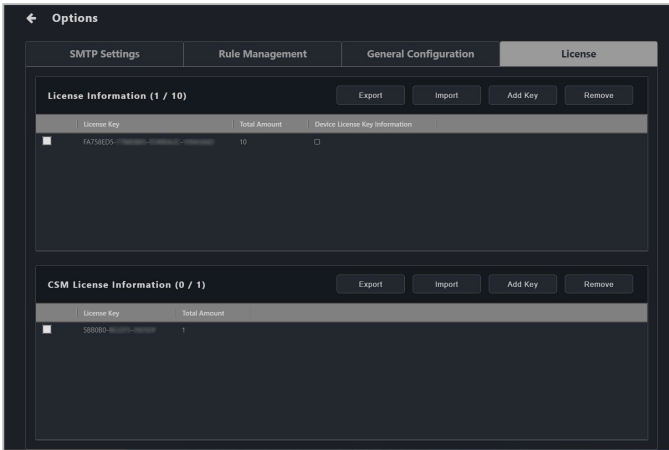 Options
SMTP Settings
Rule Management
General Configuration
License
License Information (1 / 10)
Export
Import
Add Key
Remove
License Key
Total Amount
Device License Key Information
FA758ED5-
10
CSM License Information (0 / 1)
Export
Import
Add Key
Remove
License Key
Total Amount
58B0B0-
1